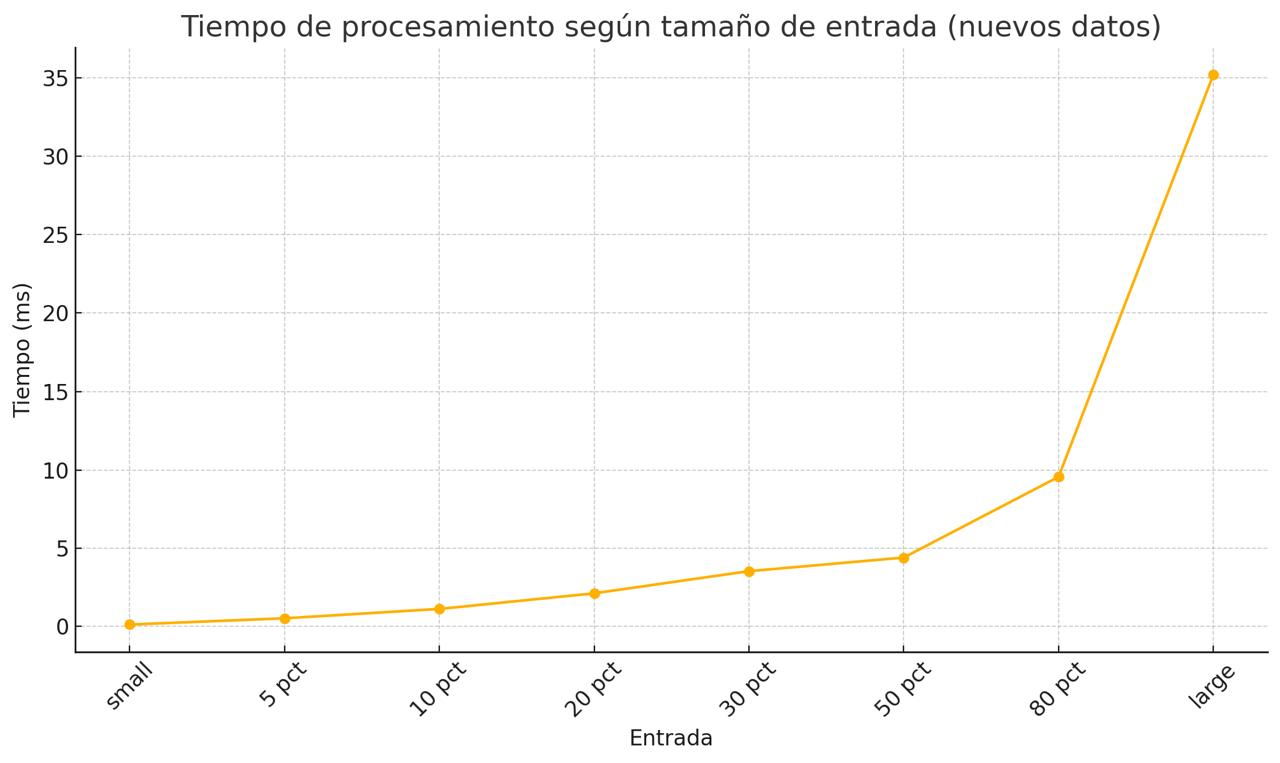 Tiempo de procesamiento según tamaño de entrada (nuevos datos)
Tiempo (ms)
35
30
25
20
15
10
5
0
small
5 pct
10 pct
20 pct
30 pct
50 pct
80 pct
large
Entrada